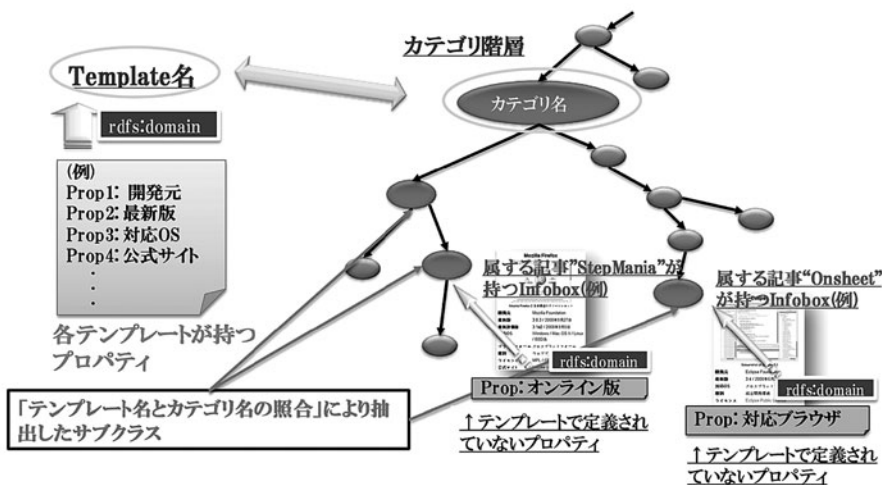 カテゴリ階層
Template名
カテゴリ名
rdfs:domain
(例)
Prop1: 開発元
Prop2: 最新版
Prop3: 対応OS
Prop4: 公式サイト
.
.
.
各テンプレートが持つ
プロパティ
「テンプレート名とカテゴリ名の照合」により抽
出したサブクラス
属する記事"StepMania"が
持つInfobox(例)
Mozilla Firefox
Mozilla Foundation
rdfs:domain
Prop:オンライン版
↑テンプレートで定義され
ていないプロパティ
属する記事"Onsheet"
が持つInfobox(例)
rdfs:domain
Prop:対応ブラウザ
↑テンプレートで定義され
ていないプロパティ